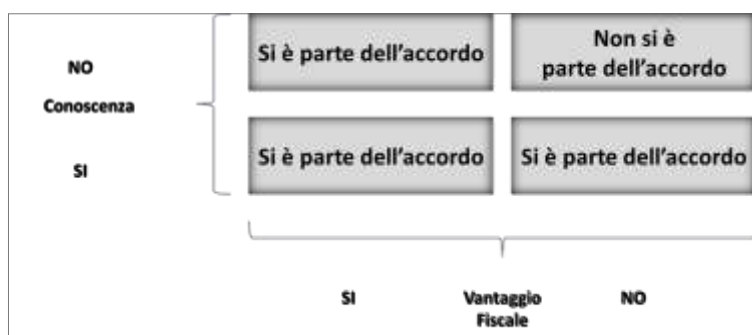 NO
Conoscenza
SI
Si è parte dell’accordo
Non si è
parte dell’accordo
Si è parte dell’accordo
Si è parte dell’accordo
SI
Vantaggio
Fiscale
NO